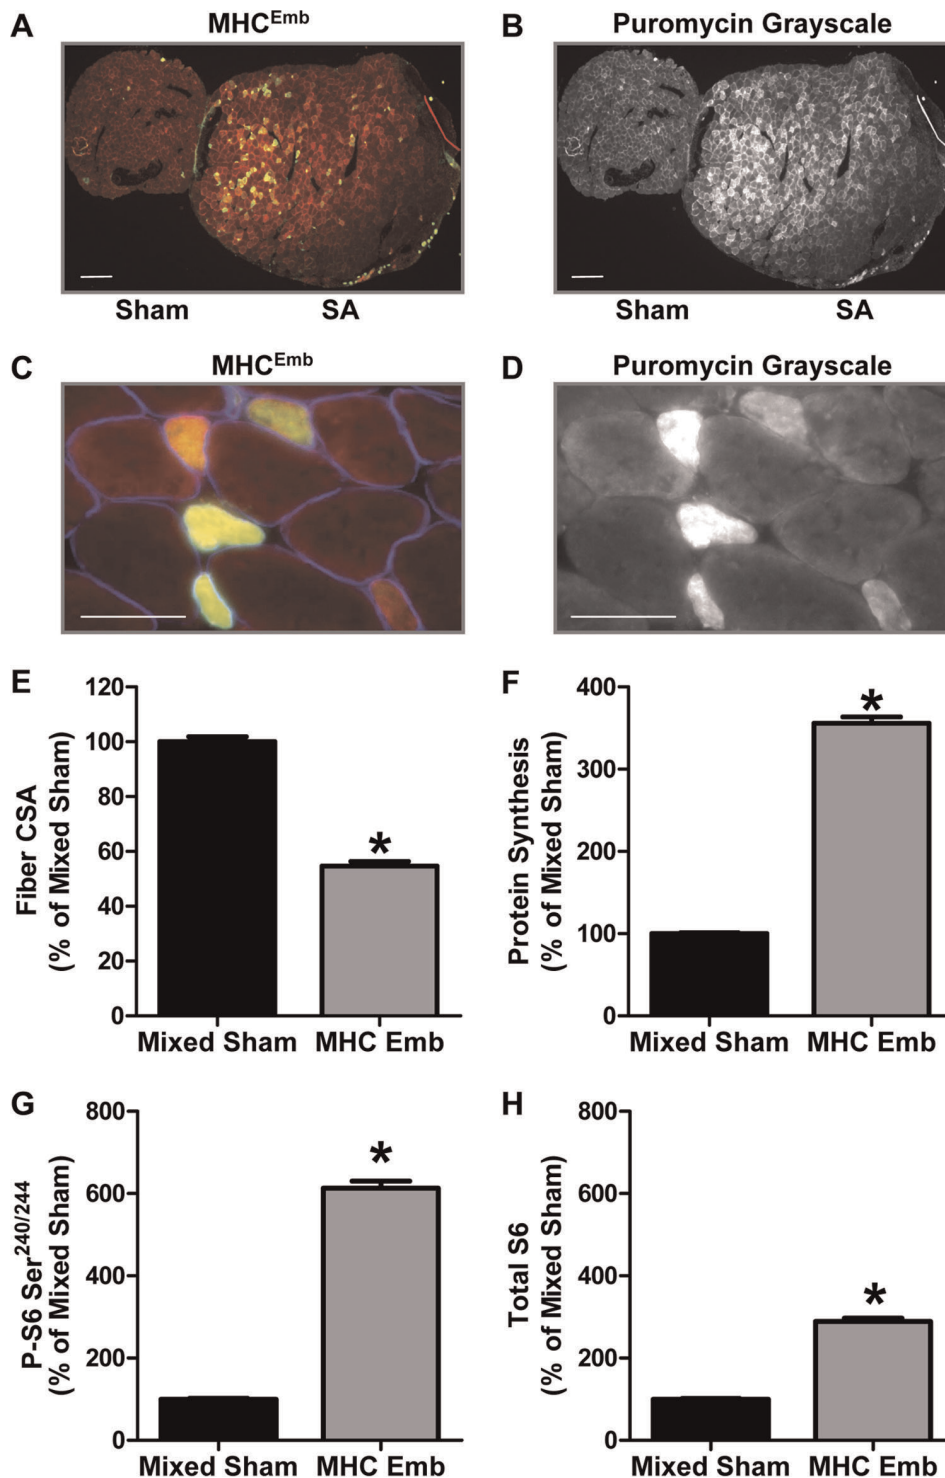 A MHC^Emb
B Puromycin Grayscale
Sham SA
Sham SA
C MHC^Emb
D Puromycin Grayscale
E
120
100
80
60
40
20
0
Fiber CSA
(% of Mixed Sham)
*
Mixed Sham MHC Emb
F
400
300
200
100
0
Protein Synthesis
(% of Mixed Sham)
*
Mixed Sham MHC Emb
G
800
600
400
200
0
P-S6 Ser^240/244
(% of Mixed Sham)
*
Mixed Sham MHC Emb
H
800
600
400
200
0
Total S6
(% of Mixed Sham)
*
Mixed Sham MHC Emb